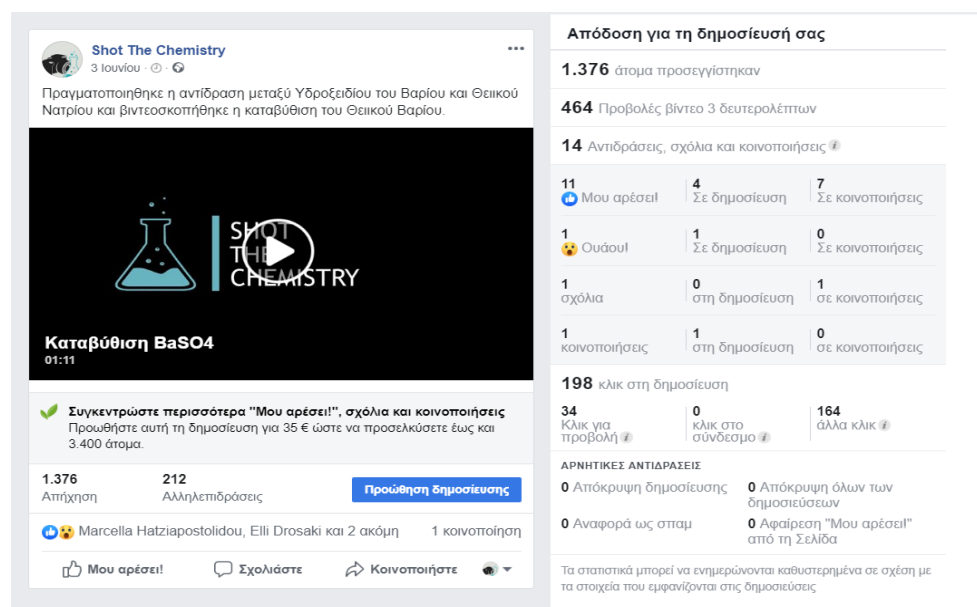 Shot The Chemistry
3 Ιουνίου ·
Πραγματοποιηθηκε η αντίδραση μεταξύ Υδροξειδίου του Βαρίου και Θειικού
Νατρίου και βιντεοσκοπήθηκε η καταβύθιση του Θειικού Βαρίου.
SHOT
THE
CHEMISTRY
Καταβύθιση BaSO4
01:11
Συγκεντρώστε περισσότερα "Μου αρέσει!", σχόλια και κοινοποιήσεις
Προωθήστε αυτή τη δημοσίευση για 35 € ώστε να προσελκύσετε έως και
3.400 άτομα.
1.376
Απήχηση
212
Αλληλεπιδράσεις
Προώθηση δημοσίευσης
Marcella Hatziapostolidou, Elli Drosaki και 2 ακόμη
1 κοινοποίηση
Μου αρέσει!
Σχολιάστε
Κοινοποιήστε
Απόδοση για τη δημοσίευσή σας
1.376 άτομα προσεγγίστηκαν
464 Προβολές βίντεο 3 δευτερολέπτων
14 Αντιδράσεις, σχόλια και κοινοποιήσεις
11
Μου αρέσει!
4
Σε δημοσίευση
7
Σε κοινοποιήσεις
1
Ουάου!
1
Σε δημοσίευση
0
Σε κοινοποιήσεις
1
σχόλια
0
στη δημοσίευση
1
σε κοινοποιήσεις
1
κοινοποιήσεις
1
στη δημοσίευση
0
σε κοινοποιήσεις
198 κλικ στη δημοσίευση
34
Κλικ για
προβολή
0
κλικ στο
σύνδεσμο
164
άλλα κλικ
ΑΡΝΗΤΙΚΕΣ ΑΝΤΙΔΡΑΣΕΙΣ
0 Απόκρυψη δημοσίευσης
0 Απόκρυψη όλων των
δημοσιεύσεων
0 Αναφορά ως σπαμ
0 Αφαίρεση "Μου αρέσει!"
από τη Σελίδα
Τα στατιστικά μπορεί να ενημερώνονται καθυστερημένα σε σχέση με
τα στοιχεία που εμφανίζονται στις δημοσιεύσεις